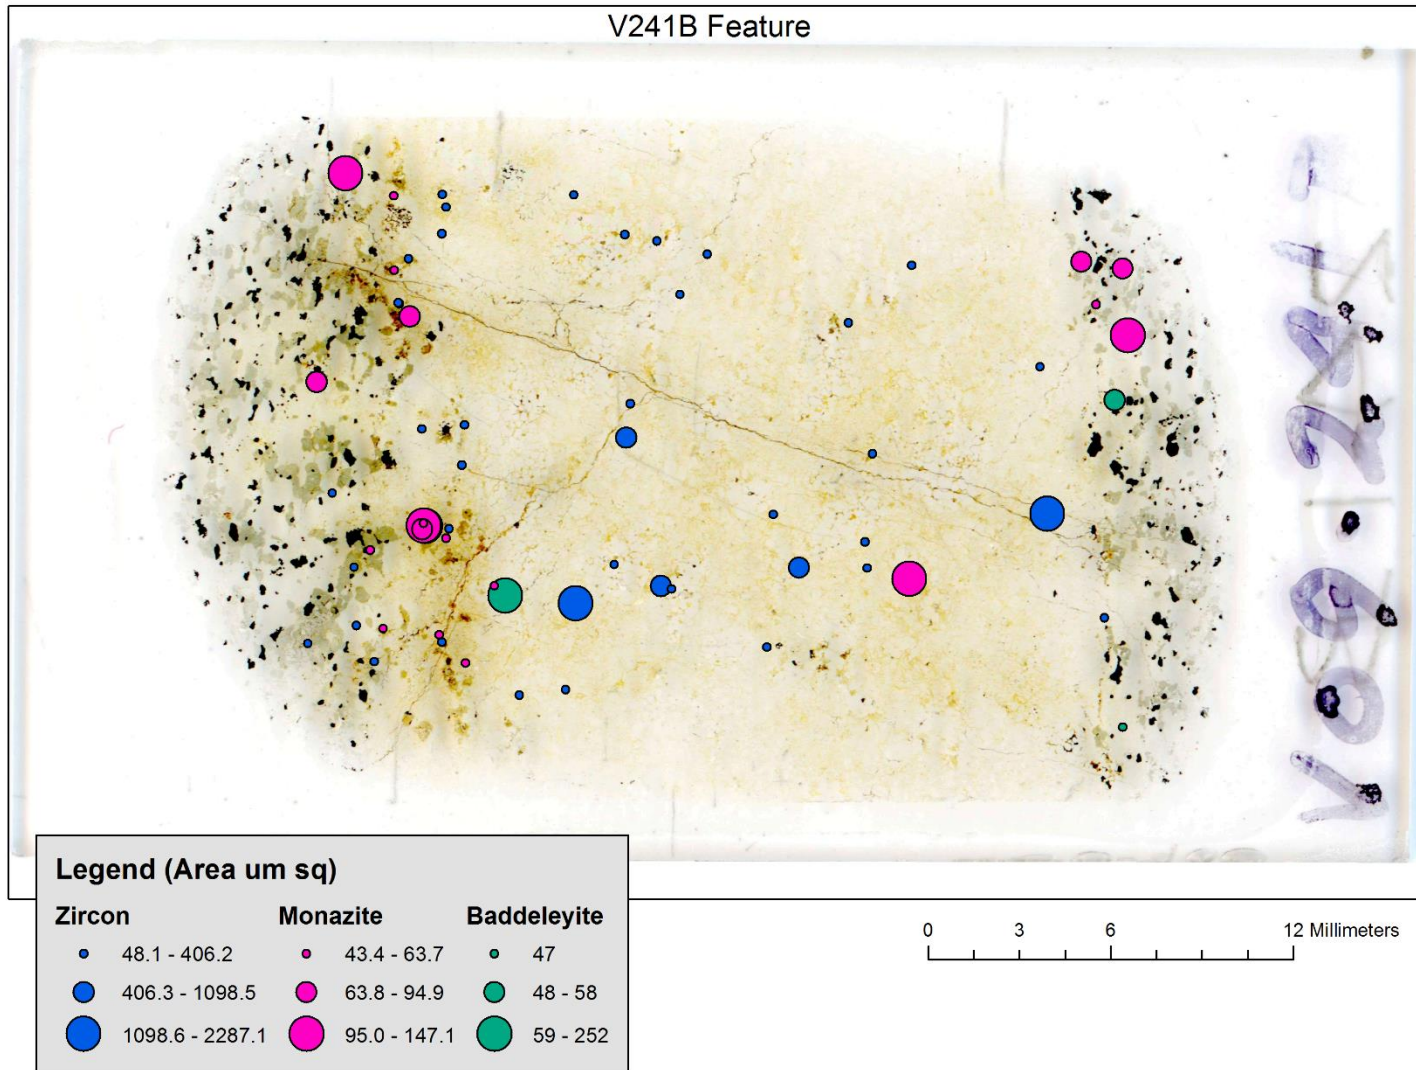 V241B Feature
Legend (Area um sq)
Zircon Monazite Baddeleyite
48.1 - 406.2 43.4 - 63.7 47
406.3 - 1098.5 63.8 - 94.9 48 - 58
1098.6 - 2287.1 95.0 - 147.1 59 - 252
0 3 6 12 Millimeters